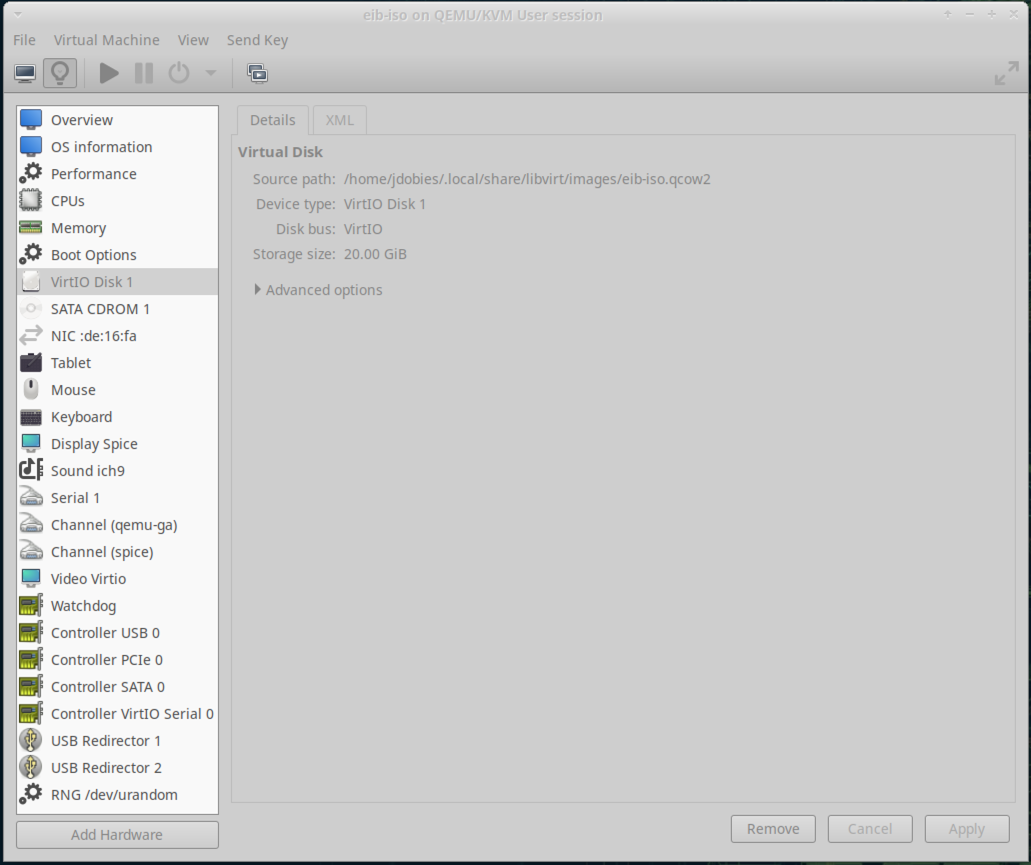 eib-iso on QEMU/KVM User session
File Virtual Machine View Send Key
Overview
OS information
Performance
CPUs
Memory
Boot Options
VirtIO Disk 1
SATA CDROM 1
NIC :de:16:fa
Tablet
Mouse
Keyboard
Display Spice
Sound ich9
Serial 1
Channel (qemu-ga)
Channel (spice)
Video Virtio
Watchdog
Controller USB 0
Controller PCIe 0
Controller SATA 0
Controller VirtIO Serial 0
USB Redirector 1
USB Redirector 2
RNG /dev/urandom
Add Hardware
Details XML
Virtual Disk
Source path: /home/jdobies/.local/share/libvirt/images/eib-iso.qcow2
Device type: VirtIO Disk 1
Disk bus: VirtIO
Storage size: 20.00 GiB
Advanced options
Remove Cancel Apply